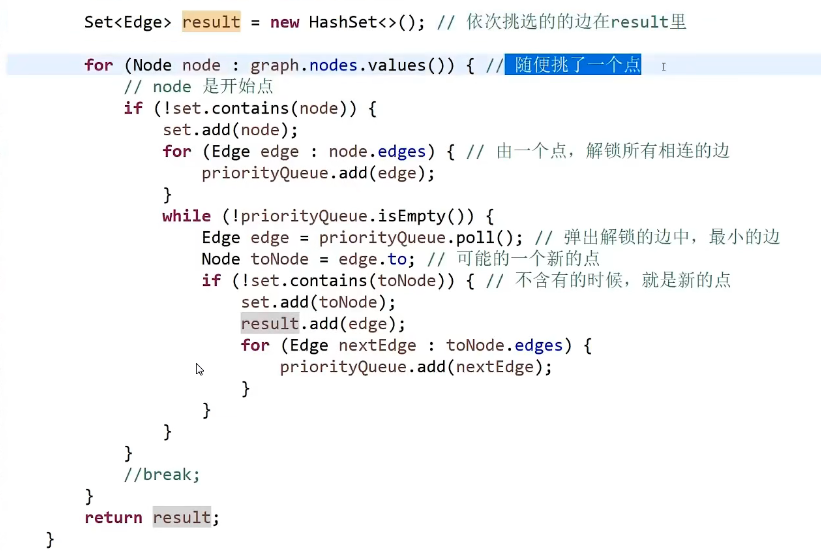 Set<Edge> result = new HashSet<>(); // 依次挑选的的边在result里
for (Node node : graph.nodes.values()) { // 随便挑了一个点
// node 是开始点
if (!set.contains(node)) {
set.add(node);
for (Edge edge : node.edges) { // 由一个点，解锁所有相连的边
priorityQueue.add(edge);
}
while (!priorityQueue.isEmpty()) {
Edge edge = priorityQueue.poll(); // 弹出解锁的边中，最小的边
Node toNode = edge.to; // 可能的一个新的点
if (!set.contains(toNode)) { // 不含有的时候，就是新的点
set.add(toNode);
result.add(edge);
for (Edge nextEdge : toNode.edges) {
priorityQueue.add(nextEdge);
}
}
}
}
//break;
}
return result;
}